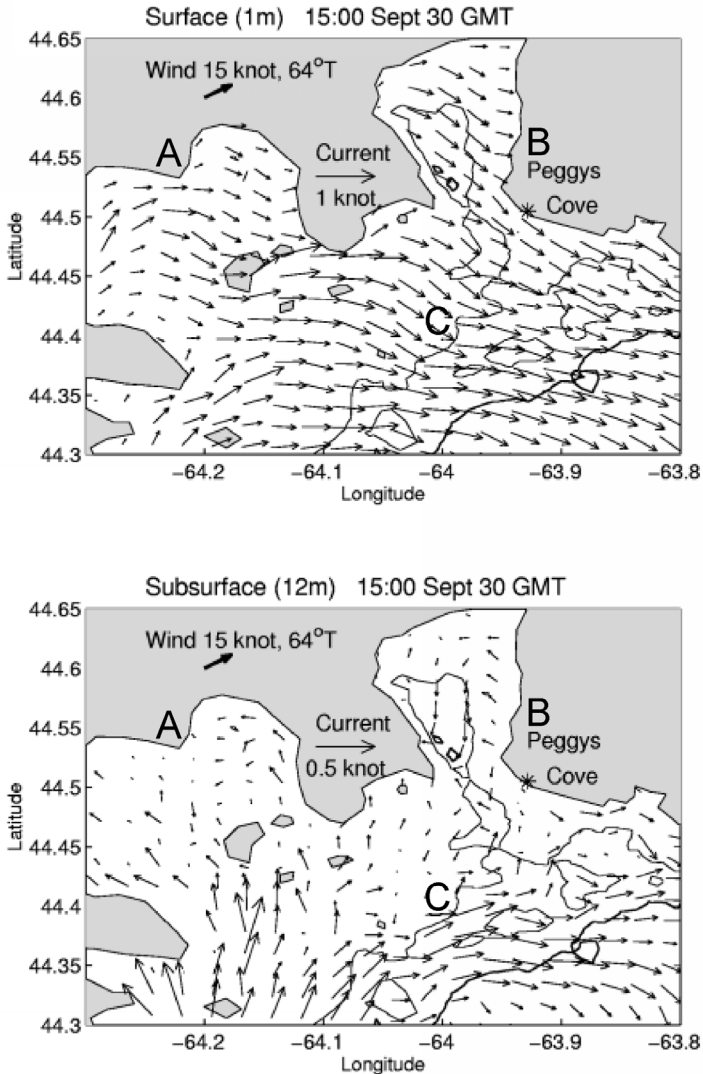 Surface (1m) 15:00 Sept 30 GMT
44.65
Wind 15 knot, 64°T
44.6
A
B
44.55
Current
Peggys
1 knot
Cove
44.5
Latitude
44.45
C
44.4
44.35
44.3
−64.2 −64.1 −64 −63.9 −63.8
Longitude
Subsurface (12m) 15:00 Sept 30 GMT
44.65
Wind 15 knot, 64°T
44.6
A
B
44.55
Current
Peggys
0.5 knot
Cove
44.5
Latitude
44.45
C
44.4
44.35
44.3
−64.2 −64.1 −64 −63.9 −63.8
Longitude